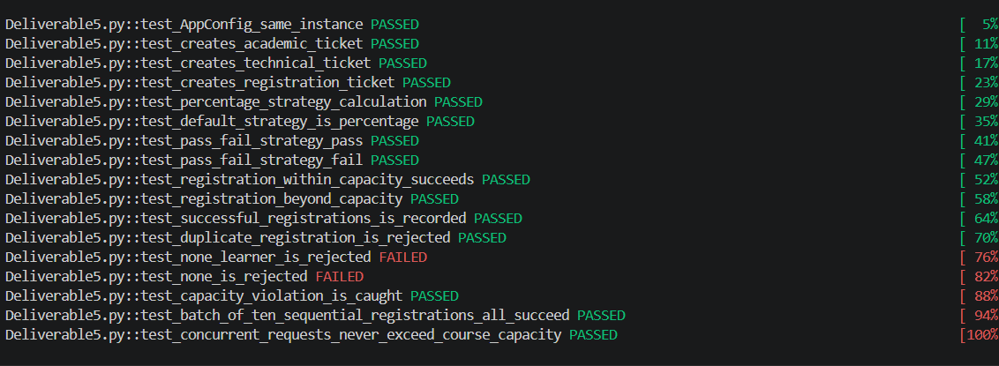 Deliverable5.py::test_AppConfig_same_instance PASSED [  5%
Deliverable5.py::test_creates_academic_ticket PASSED [ 11%
Deliverable5.py::test_creates_technical_ticket PASSED [ 17%
Deliverable5.py::test_creates_registration_ticket PASSED [ 23%
Deliverable5.py::test_percentage_strategy_calculation PASSED [ 29%
Deliverable5.py::test_default_strategy_is_percentage PASSED [ 35%
Deliverable5.py::test_pass_fail_strategy_pass PASSED [ 41%
Deliverable5.py::test_pass_fail_strategy_fail PASSED [ 47%
Deliverable5.py::test_registration_within_capacity_succeeds PASSED [ 52%
Deliverable5.py::test_registration_beyond_capacity PASSED [ 58%
Deliverable5.py::test_successful_registrations_is_recorded PASSED [ 64%
Deliverable5.py::test_duplicate_registration_is_rejected PASSED [ 70%
Deliverable5.py::test_none_learner_is_rejected FAILED [ 76%
Deliverable5.py::test_none_is_rejected FAILED [ 82%
Deliverable5.py::test_capacity_violation_is_caught PASSED [ 88%
Deliverable5.py::test_batch_of_ten_sequential_registrations_all_succeed PASSED [ 94%
Deliverable5.py::test_concurrent_requests_never_exceed_course_capacity PASSED [100%